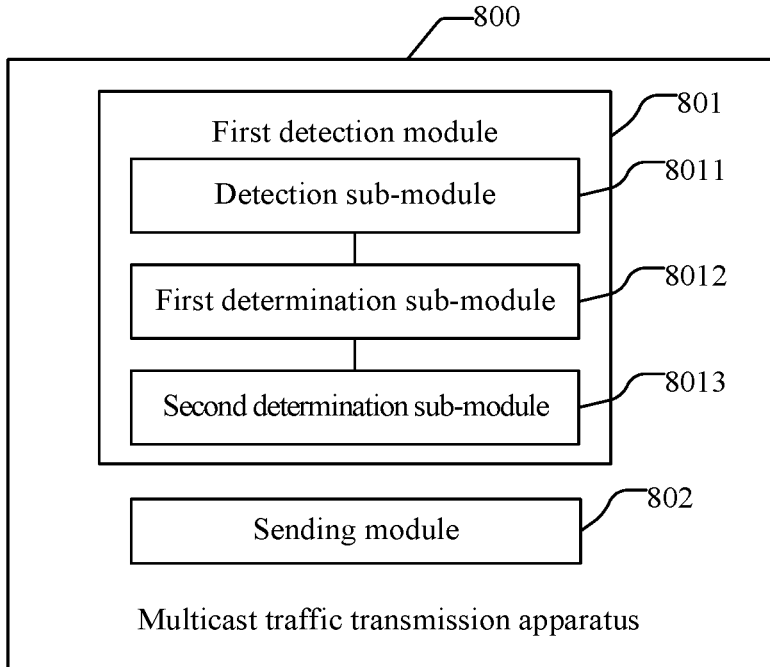 800
801
First detection module
Detection sub-module
8011
First determination sub-module
8012
Second determination sub-module
8013
Sending module
802
Multicast traffic transmission apparatus